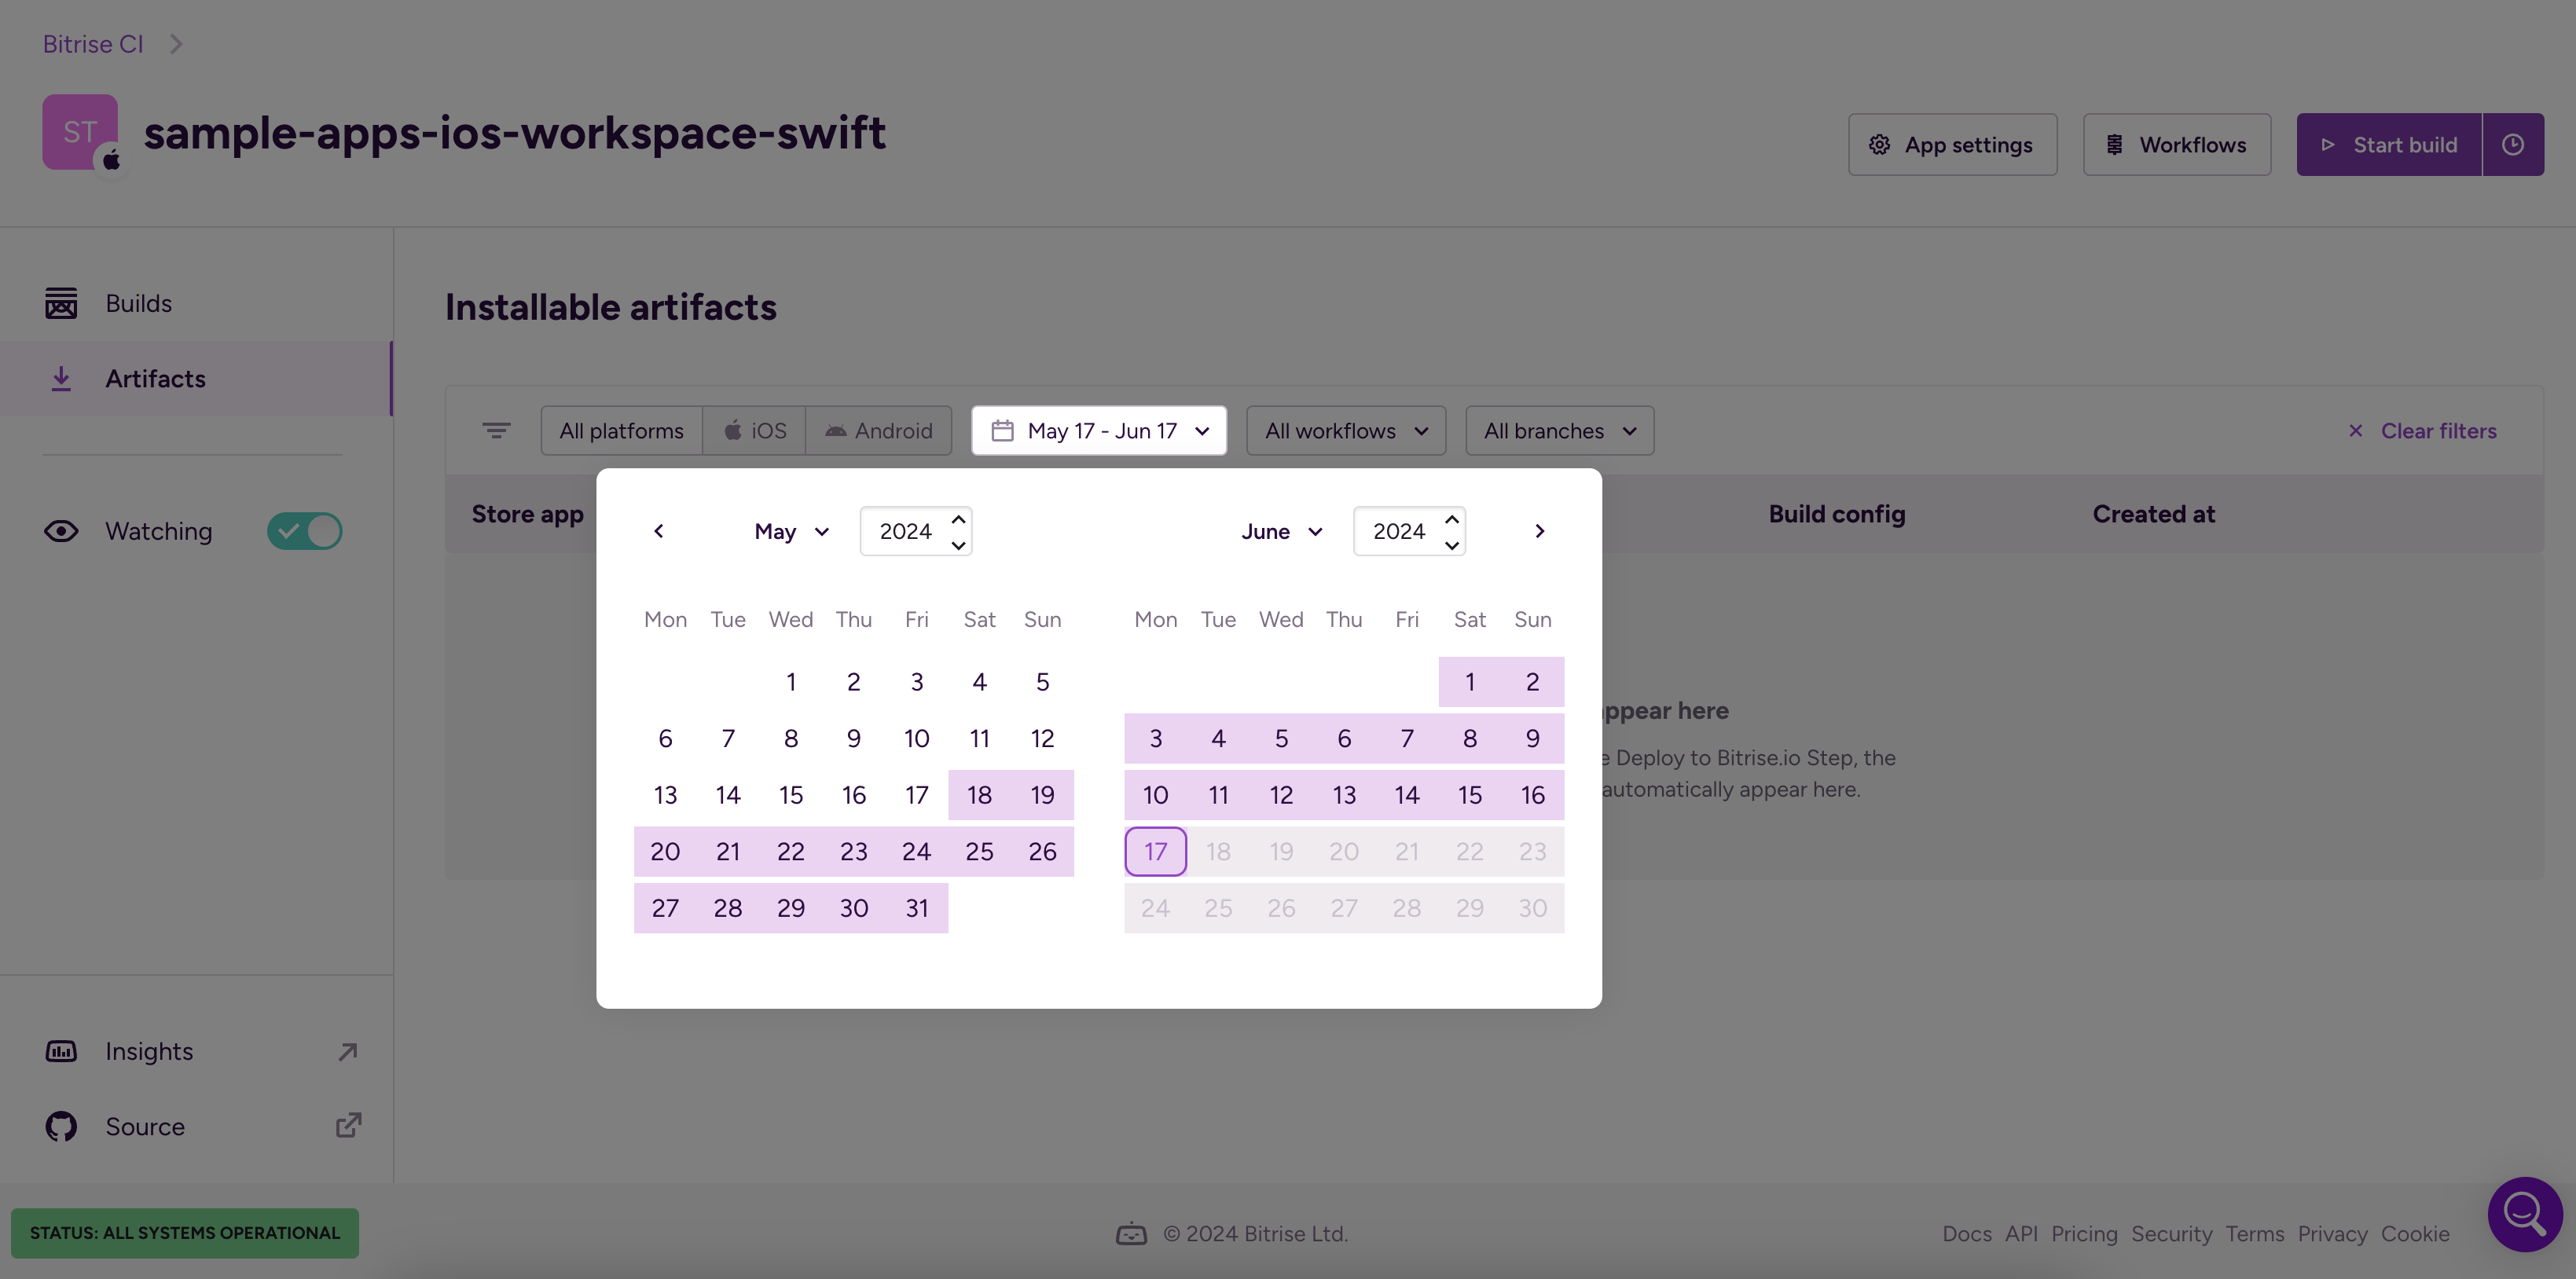 Bitrise CI
ST
sample-apps-ios-workspace-swift
App settings
Workflows
Start build
Builds
Artifacts
Watching
Insights
Source
Installable artifacts
All platforms
iOS
Android
May 17 - Jun 17
All workflows
All branches
Clear filters
Store app
Build config
Created at
May
2024
Mon Tue Wed Thu Fri Sat Sun
1 2 3 4 5
6 7 8 9 10 11 12
13 14 15 16 17 18 19
20 21 22 23 24 25 26
27 28 29 30 31
June
2024
Mon Tue Wed Thu Fri Sat Sun
1 2
3 4 5 6 7 8 9
10 11 12 13 14 15 16
17 18 19 20 21 22 23
24 25 26 27 28 29 30
appear here
Deploy to Bitrise.io Step, the
automatically appear here.
STATUS: ALL SYSTEMS OPERATIONAL
© 2024 Bitrise Ltd.
Docs API Pricing Security Terms Privacy Cookie